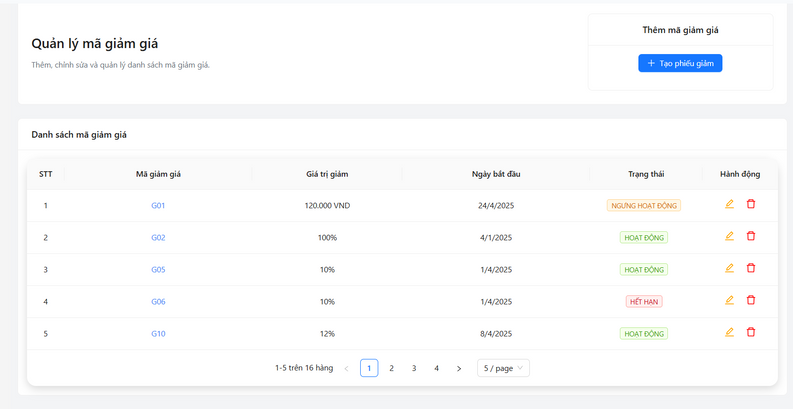 Quản lý mã giảm giá
Thêm, chỉnh sửa và quản lý danh sách mã giảm giá.
Thêm mã giảm giá
Tạo phiếu giảm
Danh sách mã giảm giá
STT Mã giảm giá Giá trị giảm Ngày bắt đầu Trạng thái Hành động
1 G01 120.000 VND 24/4/2025 NGƯNG HOẠT ĐỘNG
2 G02 100% 4/1/2025 HOẠT ĐỘNG
3 G05 10% 1/4/2025 HOẠT ĐỘNG
4 G06 10% 1/4/2025 HẾT HẠN
5 G10 12% 8/4/2025 HOẠT ĐỘNG
1-5 trên 16 hàng < 1 2 3 4 > 5 / page